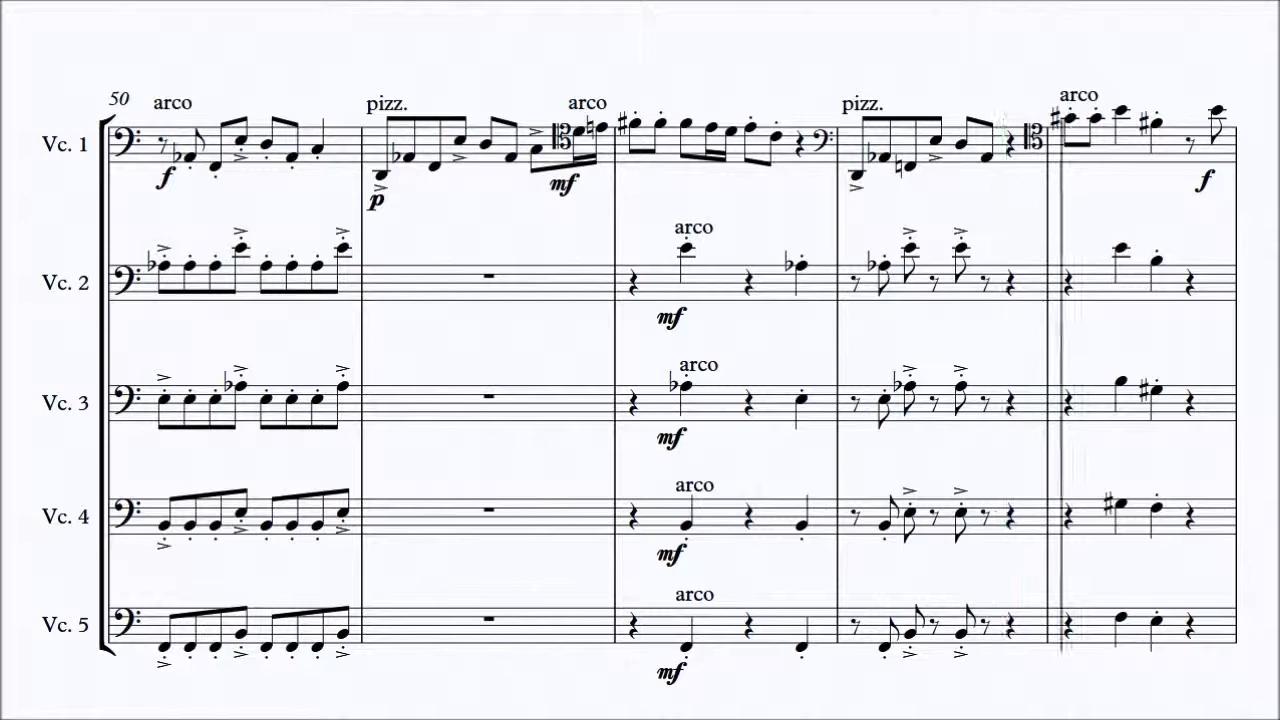 50 arco pizz. arco pizz. arco
Vc. 1
f p mf f
arco
Vc. 2
mf
arco
Vc. 3
mf
arco
Vc. 4
mf
arco
Vc. 5
mf